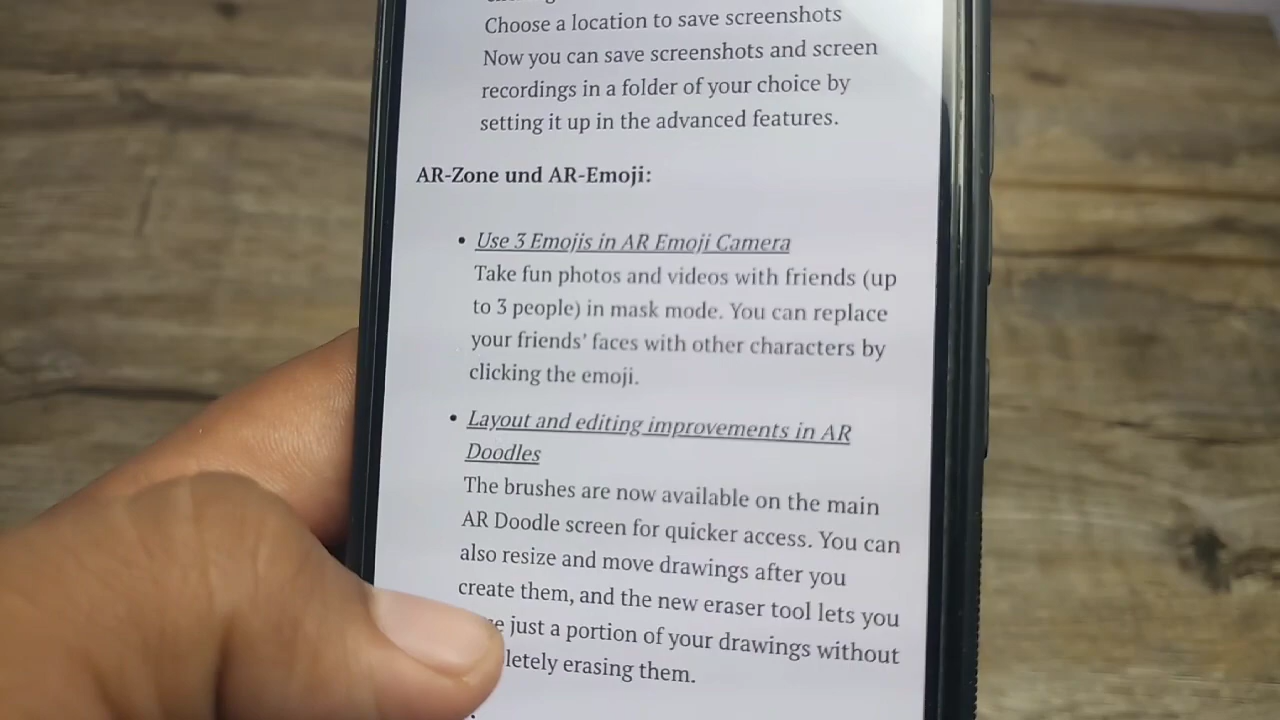 Choose a location to save screenshots
Now you can save screenshots and screen
recordings in a folder of your choice by
setting it up in the advanced features.
AR-Zone und AR-Emoji:
• Use 3 Emojis in AR Emoji Camera
Take fun photos and videos with friends (up
to 3 people) in mask mode. You can replace
your friends' faces with other characters by
clicking the emoji.
• Layout and editing improvements in AR
Doodles
The brushes are now available on the main
AR Doodle screen for quicker access. You can
also resize and move drawings after you
create them, and the new eraser tool lets you
just a portion of your drawings without
letely erasing them.